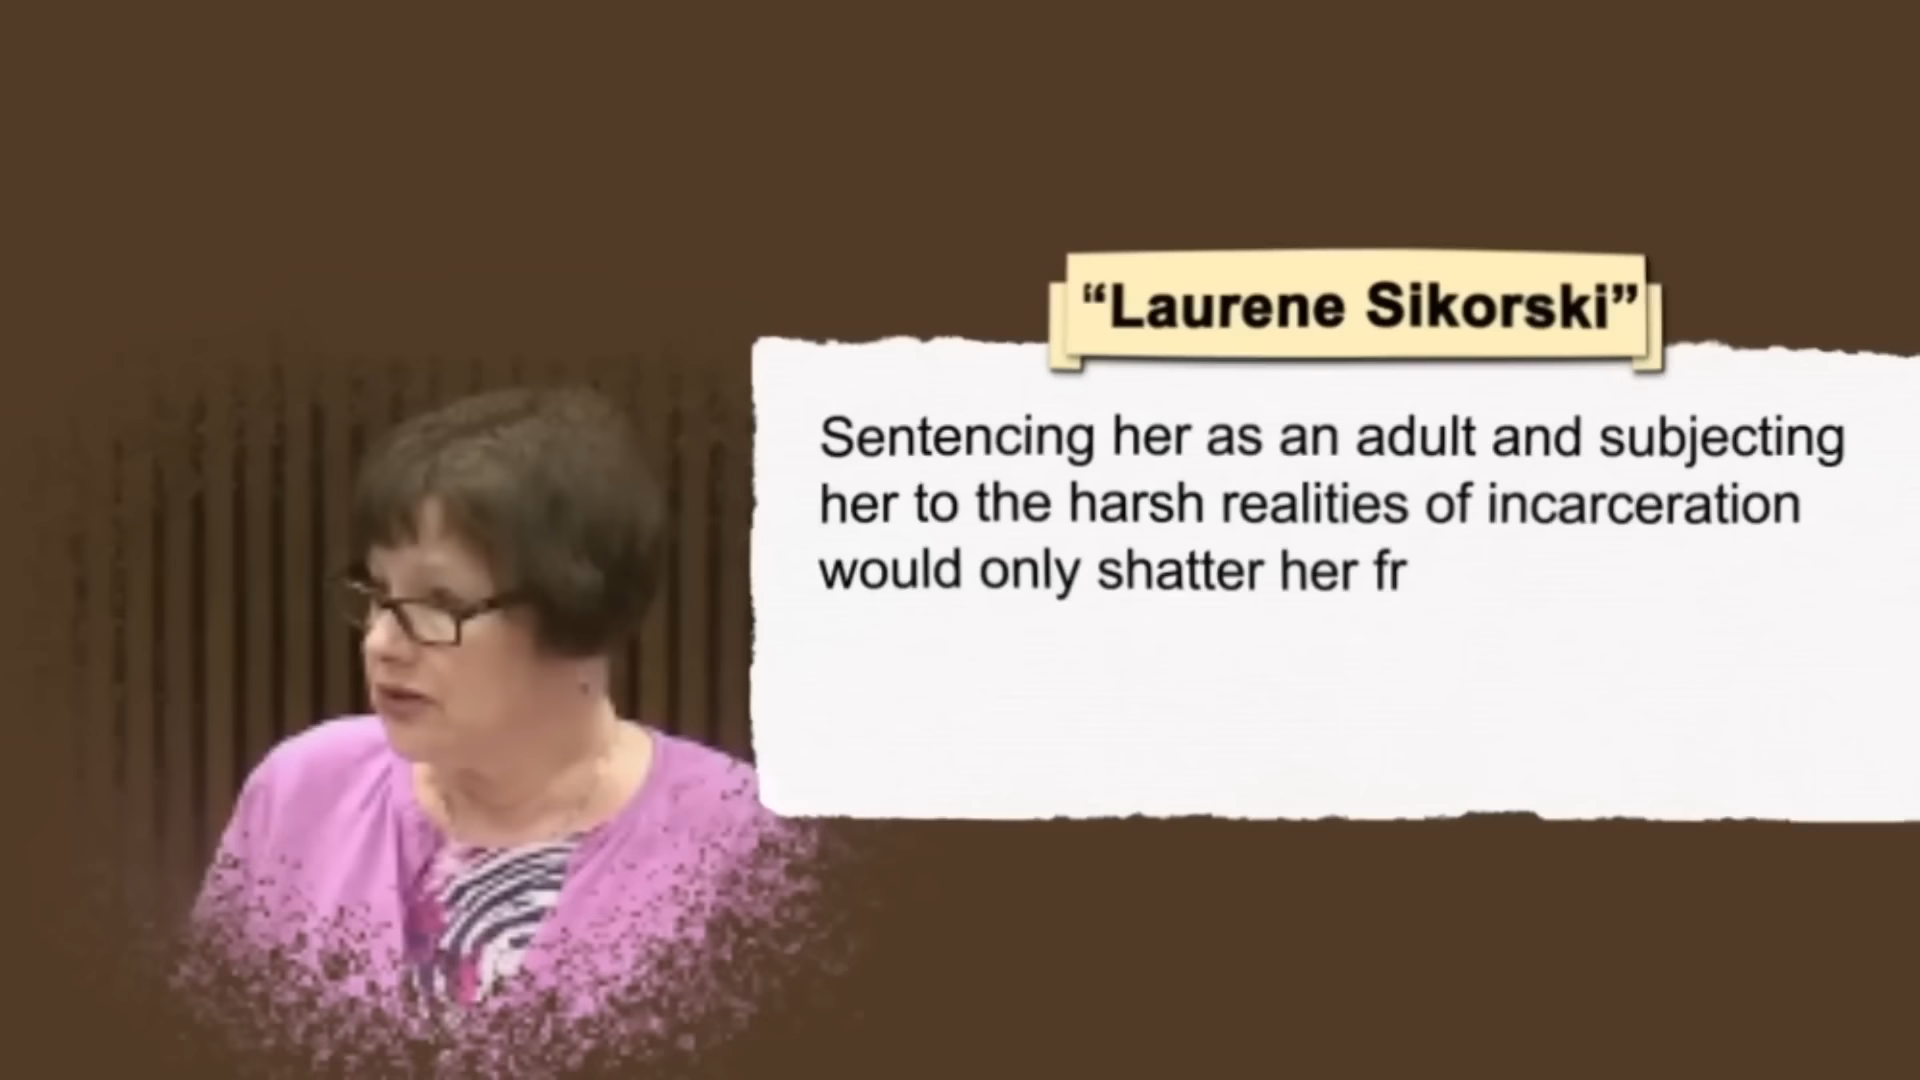 “Laurene Sikorski”
Sentencing her as an adult and subjecting
her to the harsh realities of incarceration
would only shatter her fr